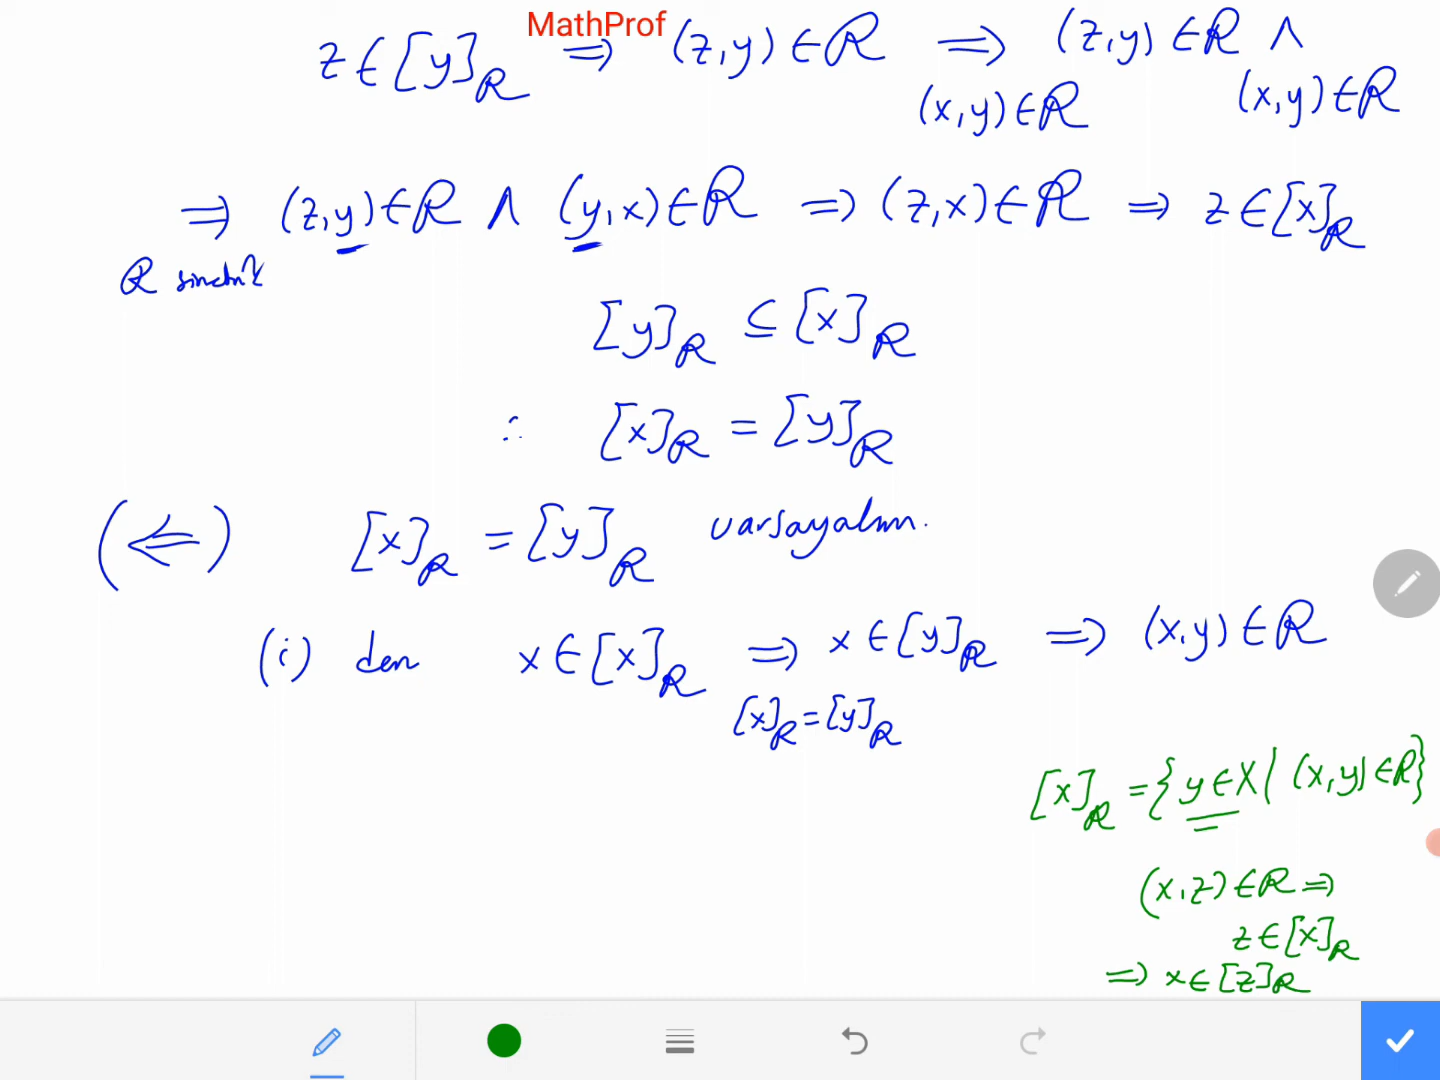 MathProf
z ∈ [y]_R ⇒ (z,y) ∈ R ⇒ (z,y) ∈ R ∧
(x,y) ∈ R (x,y) ∈ R
⇒ (z,y) ∈ R ∧ (y,x) ∈ R ⇒ (z,x) ∈ R ⇒ z ∈ [x]_R
R simetrik
[y]_R ⊆ [x]_R
∴ [x]_R = [y]_R
(⇐) [x]_R = [y]_R varsayalım.
(i) den x ∈ [x]_R ⇒ x ∈ [y]_R ⇒ (x,y) ∈ R
[x]_R = [y]_R
[x]_R = {y ∈ X | (x,y) ∈ R}
(x,z) ∈ R ⇒
z ∈ [x]_R
⇒ x ∈ [z]_R